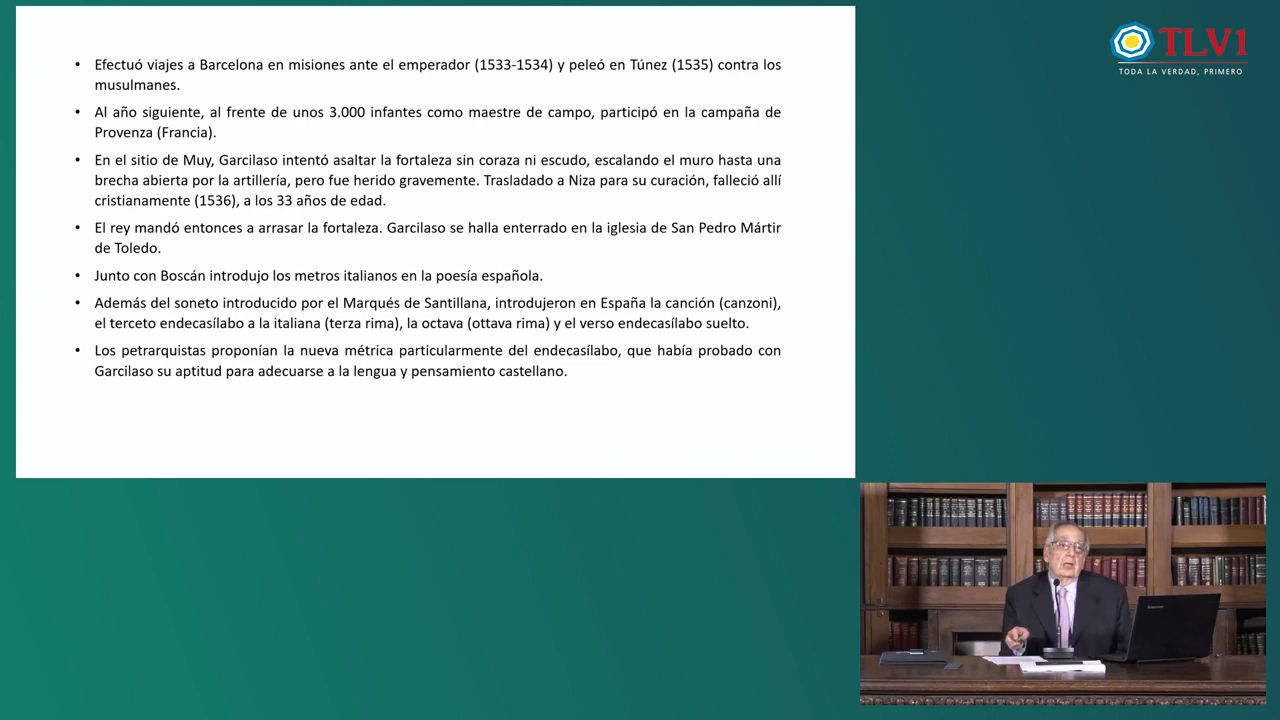 • Efectuó viajes a Barcelona en misiones ante el emperador (1533-1534) y peleó en Túnez (1535) contra los
musulmanes.
• Al año siguiente, al frente de unos 3.000 infantes como maestre de campo, participó en la campaña de
Provenza (Francia).
• En el sitio de Muy, Garcilaso intentó asaltar la fortaleza sin coraza ni escudo, escalando el muro hasta una
brecha abierta por la artillería, pero fue herido gravemente. Trasladado a Niza para su curación, falleció allí
cristianamente (1536), a los 33 años de edad.
• El rey mandó entonces a arrasar la fortaleza. Garcilaso se halla enterrado en la iglesia de San Pedro Mártir
de Toledo.
• Junto con Boscán introdujo los metros italianos en la poesía española.
• Además del soneto introducido por el Marqués de Santillana, introdujeron en España la canción (canzoni),
el terceto endecasílabo a la italiana (terza rima), la octava (ottava rima) y el verso endecasílabo suelto.
• Los petrarquistas proponían la nueva métrica particularmente del endecasílabo, que había probado con
Garcilaso su aptitud para adecuarse a la lengua y pensamiento castellano.
TLV1
TODA LA VERDAD, PRIMERO